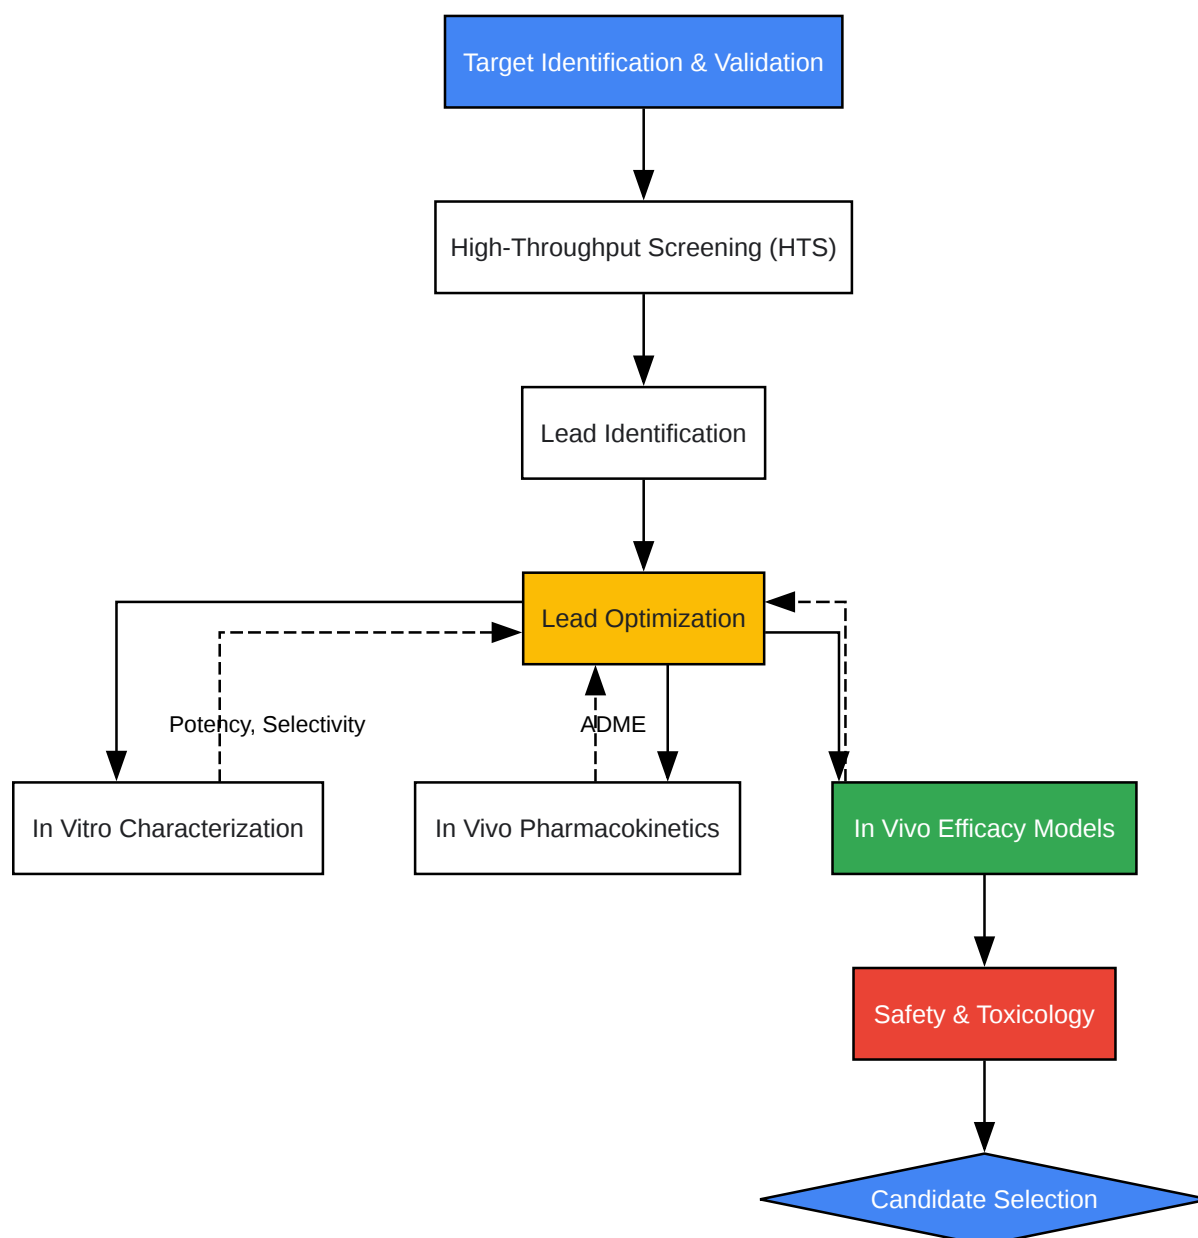 Target Identification & Validation
High-Throughput Screening (HTS)
Lead Identification
Lead Optimization
Potency, Selectivity
ADME
In Vitro Characterization
In Vivo Pharmacokinetics
In Vivo Efficacy Models
Safety & Toxicology
Candidate Selection